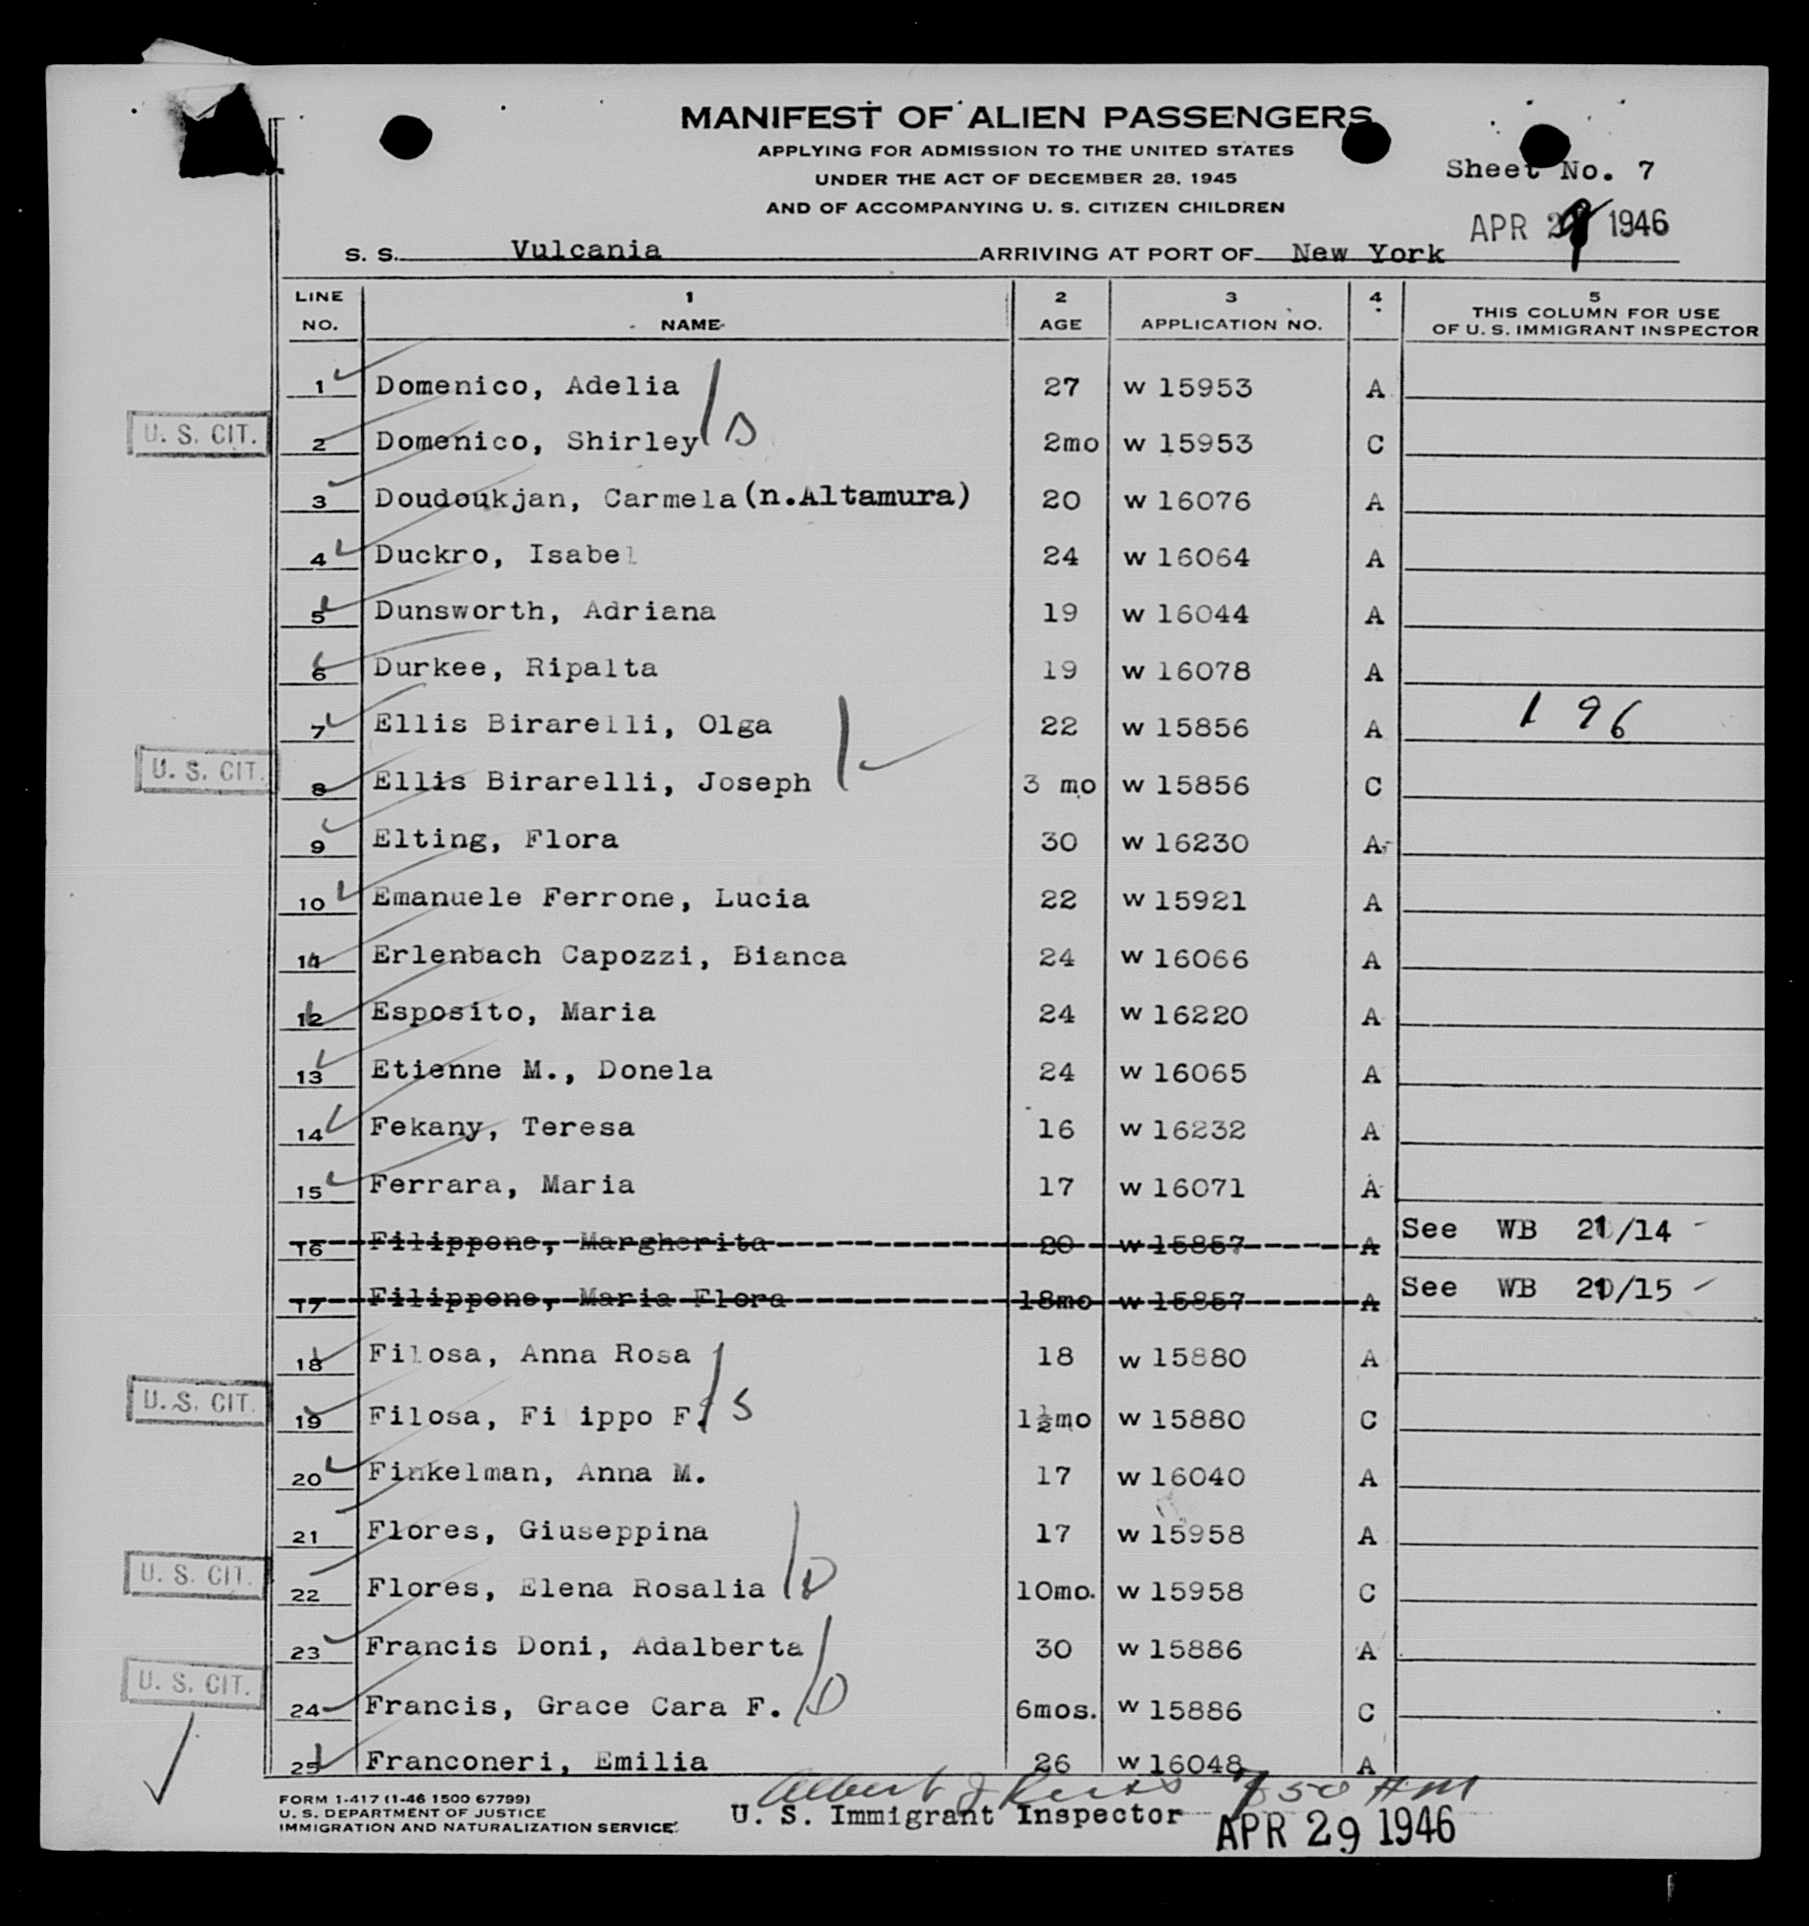 MANIFEST OF ALIEN PASSENGERS
APPLYING FOR ADMISSION TO THE UNITED STATES
UNDER THE ACT OF DECEMBER 28, 1945
AND OF ACCOMPANYING U. S. CITIZEN CHILDREN
Sheet No. 7
APR 29 1946
S. S. Vulcania ARRIVING AT PORT OF New York
LINE NO. 1 NAME 2 AGE 3 APPLICATION NO. 4 5 THIS COLUMN FOR USE OF U. S. IMMIGRANT INSPECTOR
1 Domenico, Adelia 27 W 15953 A
U. S. CIT. 2 Domenico, Shirley 2mo W 15953 C
3 Doudoukjan, Carmela (n.Altamura) 20 W 16076 A
4 Duckro, Isabel 24 W 16064 A
5 Dunsworth, Adriana 19 W 16044 A
6 Durkee, Ripalta 19 W 16078 A
7 Ellis Birarelli, Olga 22 W 15856 A 196
U. S. CIT. 8 Ellis Birarelli, Joseph 3 mo W 15856 C
9 Elting, Flora 30 W 16230 A
10 Emanuele Ferrone, Lucia 22 W 15921 A
11 Erlenbach Capozzi, Bianca 24 W 16066 A
12 Esposito, Maria 24 W 16220 A
13 Etienne M., Donela 24 W 16065 A
14 Fekany, Teresa 16 W 16232 A
15 Ferrara, Maria 17 W 16071 A
16 Filippone, Margherita 20 W 15857 A See WB 21/14
17 Filippone, Maria Flora 18mo W 15857 A See WB 21/15
18 Filosa, Anna Rosa 18 W 15880 A
U. S. CIT. 19 Filosa, Fi ippo F. 1½mo W 15880 C
20 Finkelman, Anna M. 17 W 16040 A
21 Flores, Giuseppina 17 W 15958 A
U. S. CIT. 22 Flores, Elena Rosalia 10mo. W 15958 C
23 Francis Doni, Adalberta 30 W 15886 A
U. S. CIT. 24 Francis, Grace Cara F. 6mos. W 15886 C
25 Franconeri, Emilia 26 W 16048 A
FORM 1-417 (1-46 1500 67799)
U. S. DEPARTMENT OF JUSTICE
IMMIGRATION AND NATURALIZATION SERVICE
Albert J 750 AM
U. S. Immigrant Inspector
APR 29 1946